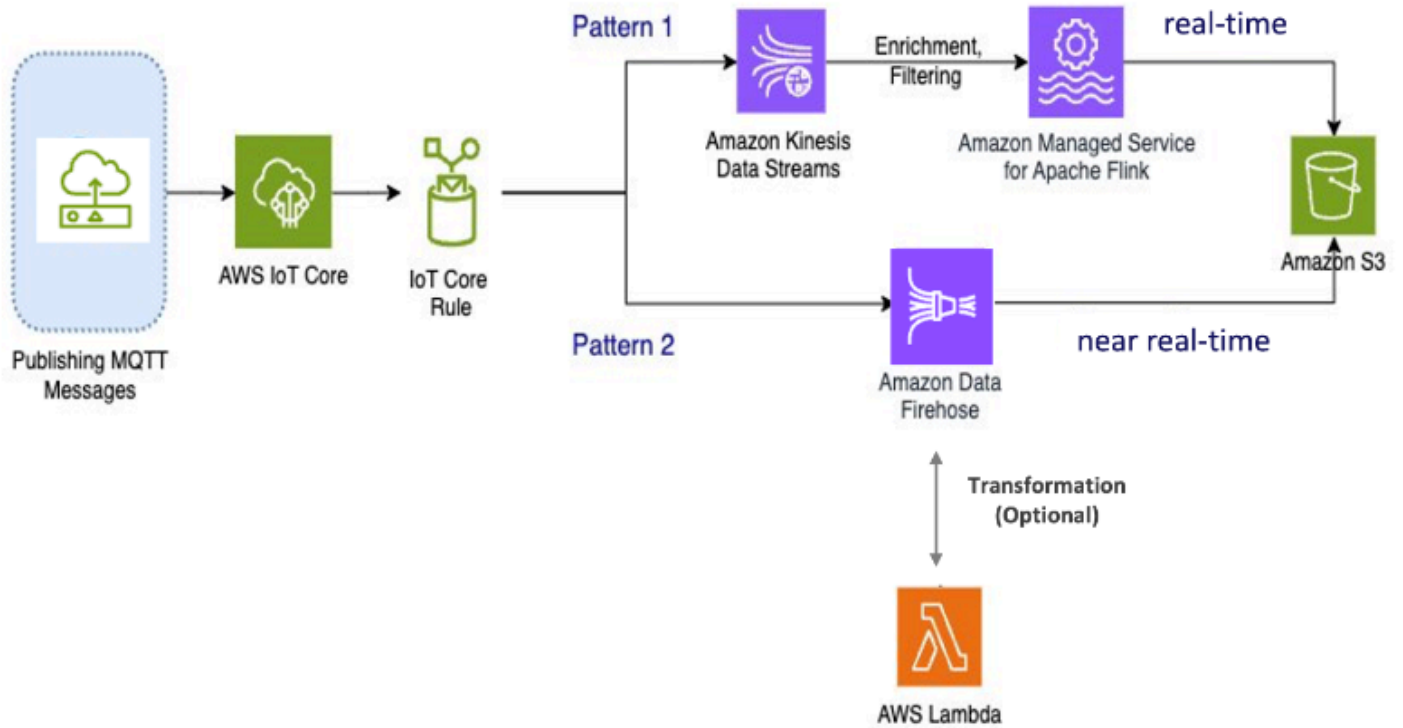 Pattern 1
real-time
Enrichment,
Filtering
Amazon Kinesis
Data Streams
Amazon Managed Service
for Apache Flink
AWS IoT Core
IoT Core
Rule
Amazon S3
Publishing MQTT
Messages
Pattern 2
near real-time
Amazon Data
Firehose
Transformation
(Optional)
AWS Lambda